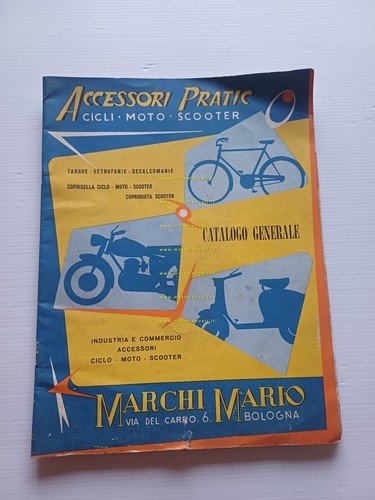 ACCESSORI PRATIC
CICLI - MOTO - SCOOTER
TARGHE - VETROFANIE - DECALCOMANIE
COPRISELLA CICLO - MOTO - SCOOTER
COPRIRUOTA SCOOTER
CATALOGO GENERALE
INDUSTRIA E COMMERCIO
ACCESSORI
CICLO - MOTO - SCOOTER
MARCHI MARIO
VIA DEL CARRO, 6. BOLOGNA